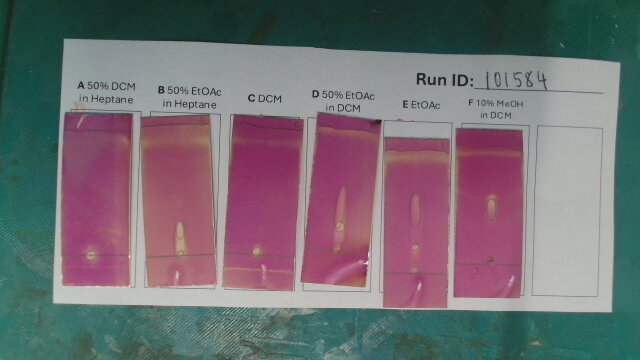 Run ID: 101584
A 50% DCM
in Heptane
B 50% EtOAc
in Heptane
C DCM
D 50% EtOAc
in DCM
E EtOAc
F 10% MeOH
in DCM